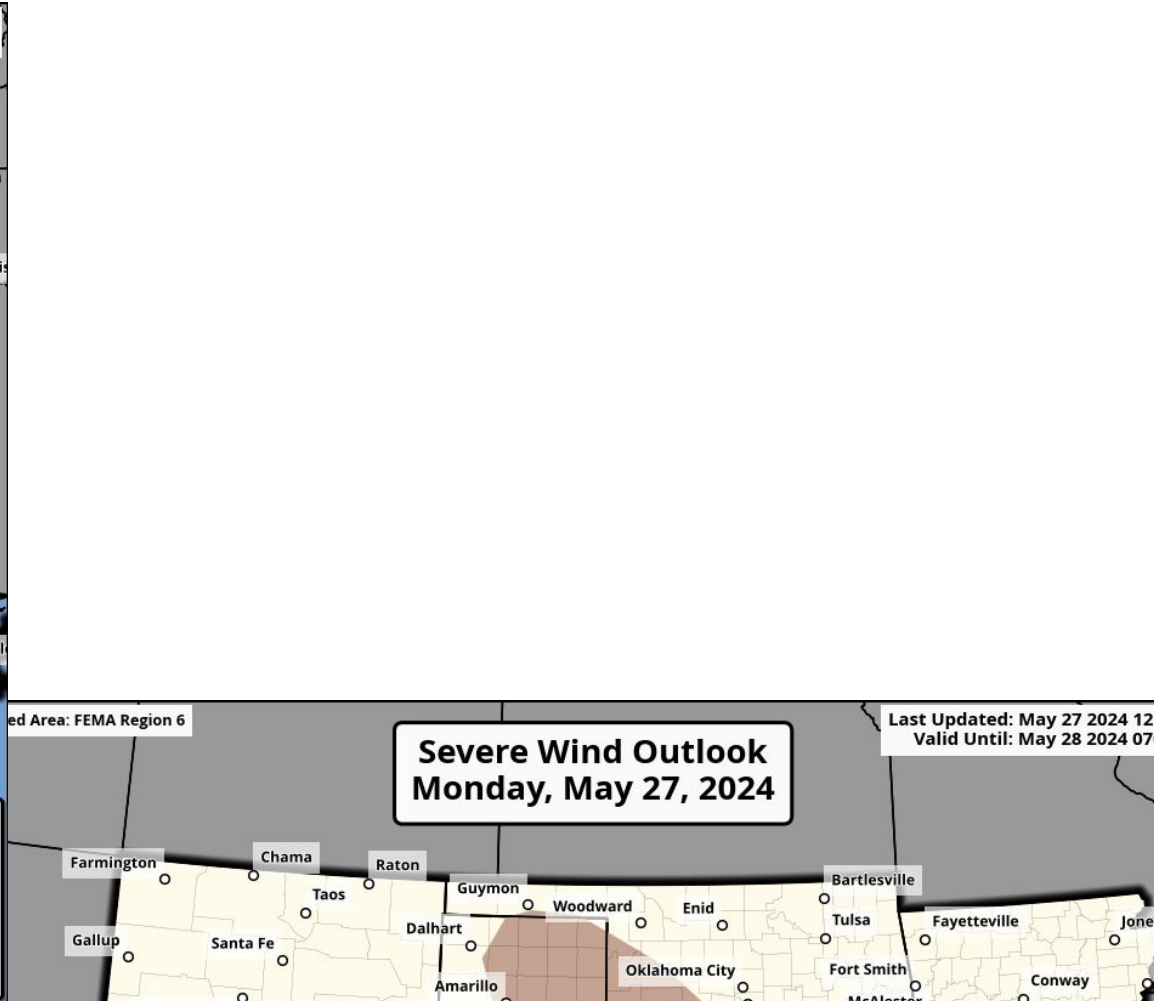 ed Area: FEMA Region 6
Severe Wind Outlook
Monday, May 27, 2024
Last Updated: May 27 2024 12
Valid Until: May 28 2024 07
Farmington
Chama
Raton
Taos
Guymon
Woodward
Enid
Bartlesville
Tulsa
Fayetteville
Jone
Gallup
Santa Fe
Dalhart
Amarillo
Oklahoma City
Fort Smith
McAlester
Conway